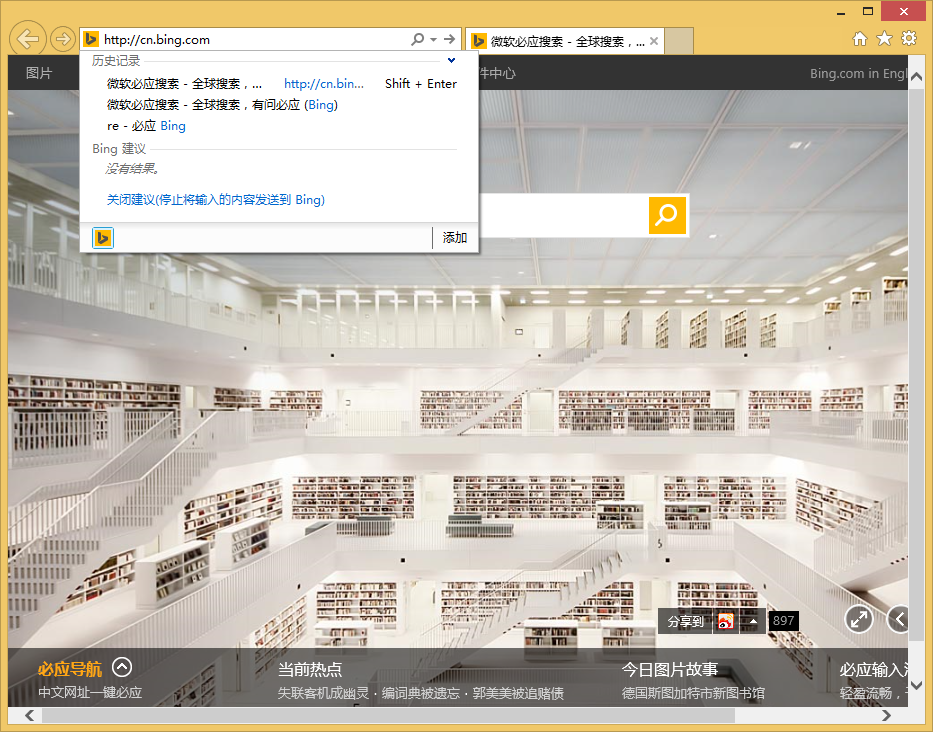 http://cn.bing.com
微软必应搜索 - 全球搜索，...
历史记录
微软必应搜索 - 全球搜索，... http://cn.bin... Shift + Enter
微软必应搜索 - 全球搜索，有问必应 (Bing)
re - 必应 Bing
Bing 建议
没有结果。
关闭建议(停止将输入的内容发送到 Bing)
添加
图片
件中心
Bing.com in Engl
分享到
897
必应导航
中文网址一键必应
当前热点
失联客机成幽灵 · 编词典被遗忘 · 郭美美被追赌债
今日图片故事
德国斯图加特市新图书馆
必应输入
轻盈流畅，